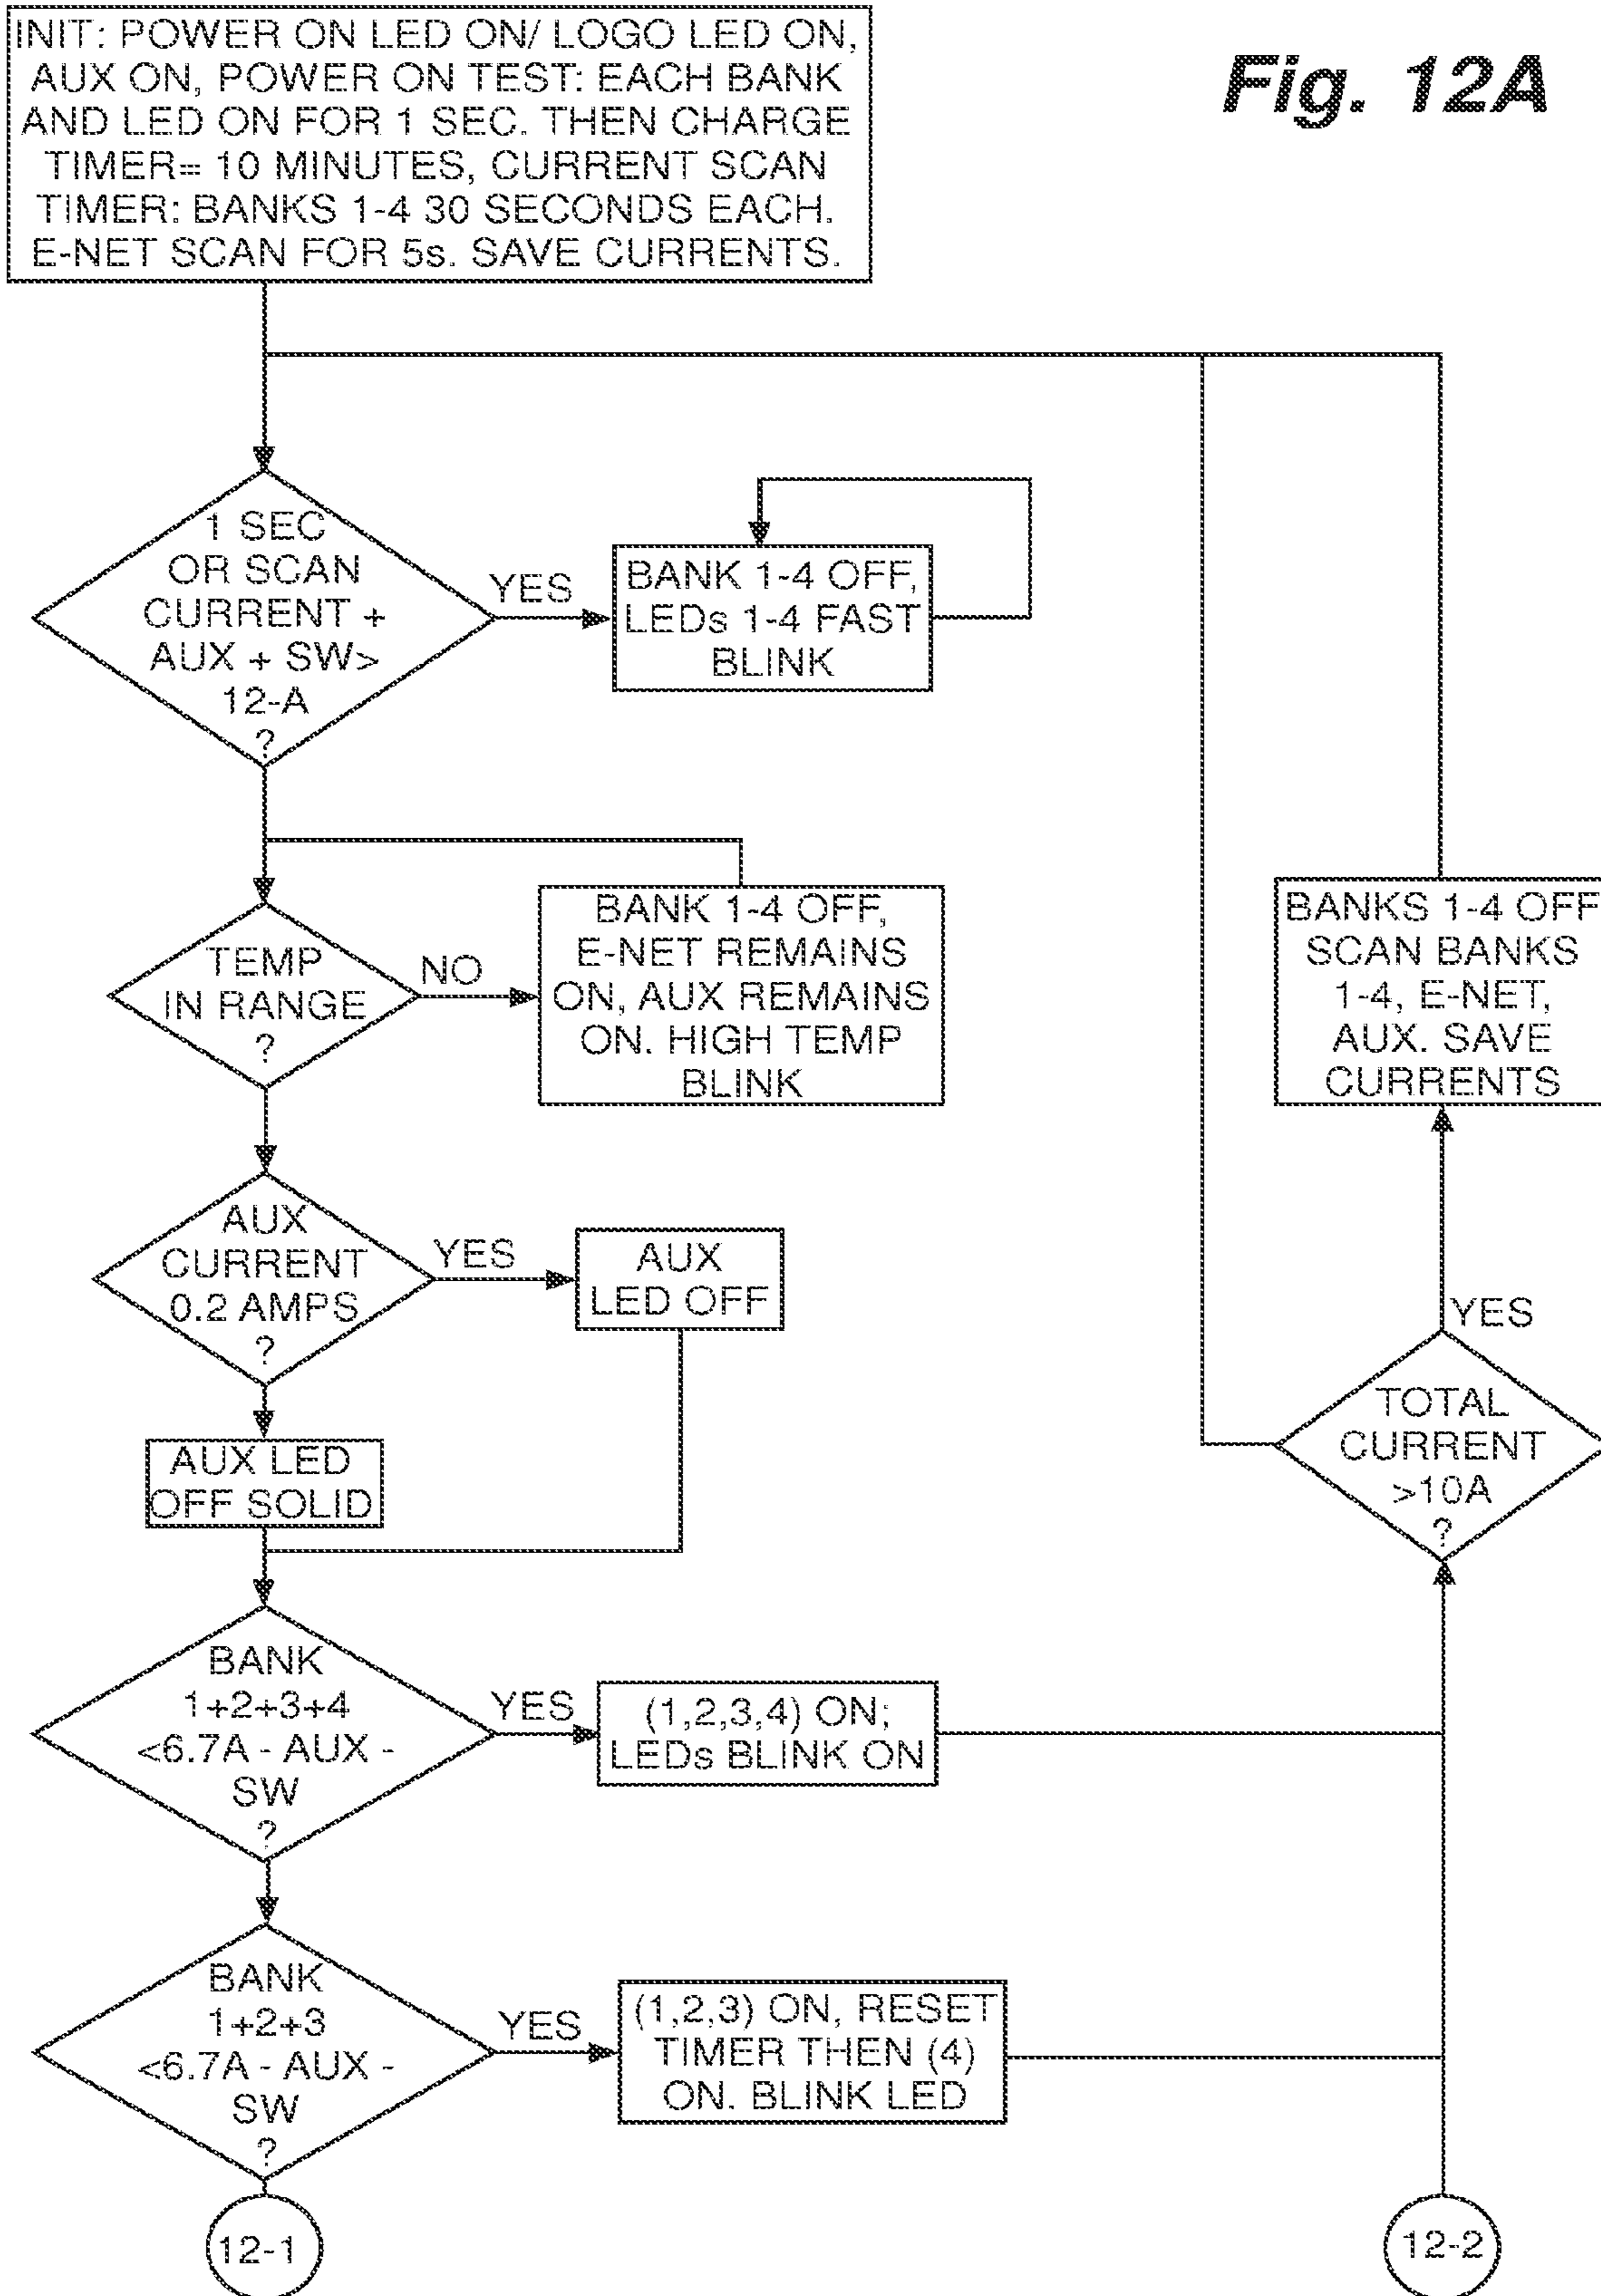 Fig. 12A
INIT: POWER ON LED ON/ LOGO LED ON,
AUX ON, POWER ON TEST: EACH BANK
AND LED ON FOR 1 SEC. THEN CHARGE
TIMER= 10 MINUTES, CURRENT SCAN
TIMER: BANKS 1-4 30 SECONDS EACH.
E-NET SCAN FOR 5s. SAVE CURRENTS.
1 SEC
OR SCAN
CURRENT +
AUX + SW>
12-A
?
YES
BANK 1-4 OFF,
LEDs 1-4 FAST
BLINK
TEMP
IN RANGE
?
NO
BANK 1-4 OFF,
E-NET REMAINS
ON, AUX REMAINS
ON. HIGH TEMP
BLINK
AUX
CURRENT
0.2 AMPS
?
YES
AUX
LED OFF
AUX LED
OFF SOLID
BANK
1+2+3+4
<6.7A - AUX -
SW
?
YES
(1,2,3,4) ON;
LEDs BLINK ON
BANK
1+2+3
<6.7A - AUX -
SW
?
YES
(1,2,3) ON, RESET
TIMER THEN (4)
ON. BLINK LED
12-1
BANKS 1-4 OFF
SCAN BANKS
1-4, E-NET,
AUX. SAVE
CURRENTS
YES
TOTAL
CURRENT
>10A
?
12-2